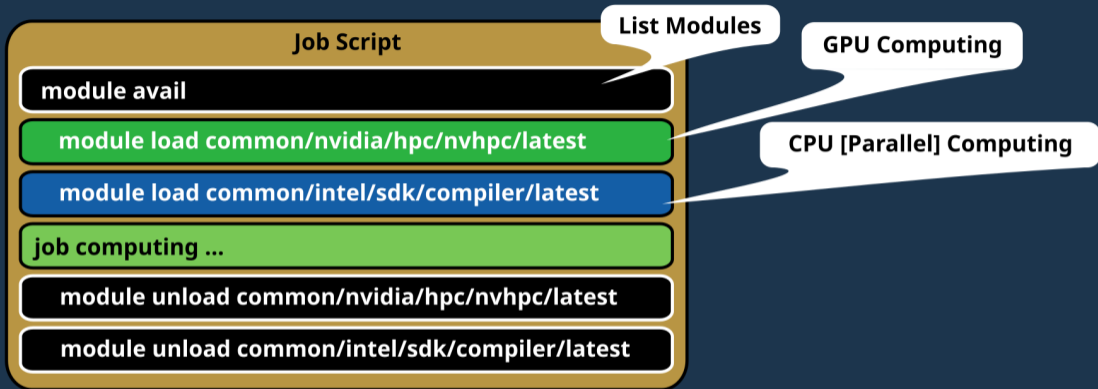 List Modules
Job Script
GPU Computing
module avail
module load common/nvidia/hpc/nvhpc/latest
CPU [Parallel] Computing
module load common/intel/sdk/compiler/latest
job computing ...
module unload common/nvidia/hpc/nvhpc/latest
module unload common/intel/sdk/compiler/latest